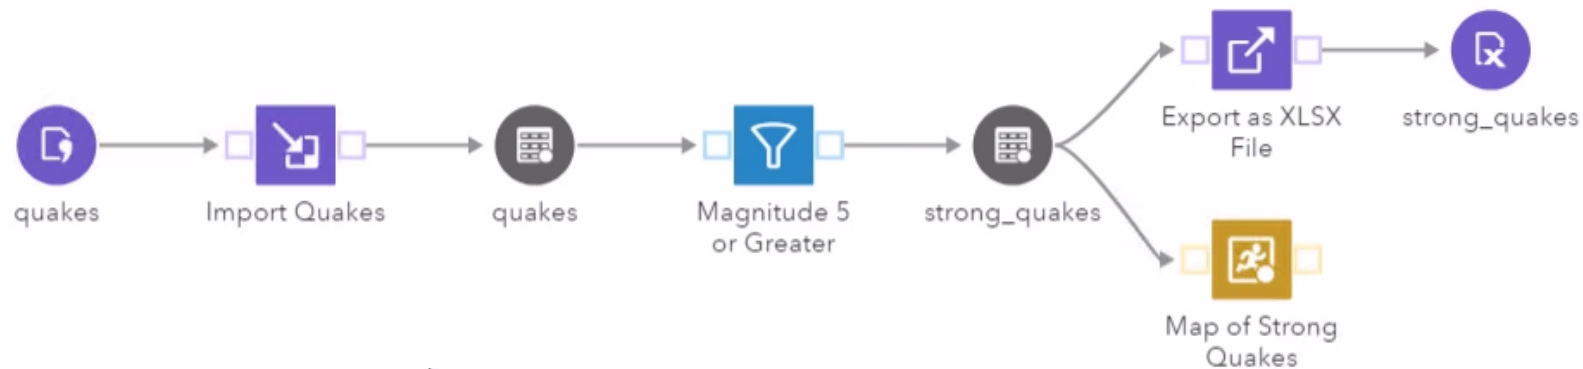 quakes
Import Quakes
quakes
Magnitude 5
or Greater
strong_quakes
Export as XLSX
File
strong_quakes
Map of Strong
Quakes